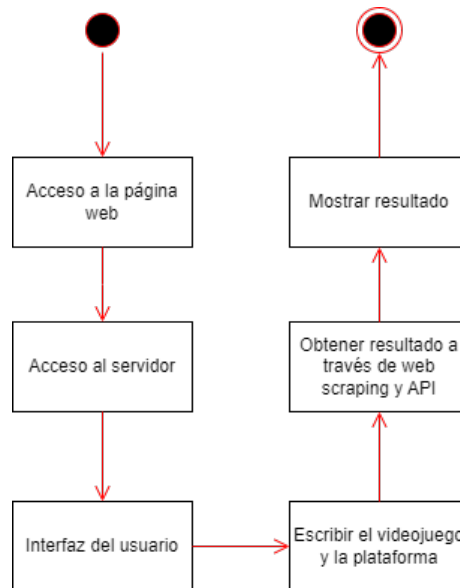 Acceso a la página
web
Acceso al servidor
Interfaz del usuario
Escribir el videojuego
y la plataforma
Obtener resultado a
través de web
scraping y API
Mostrar resultado